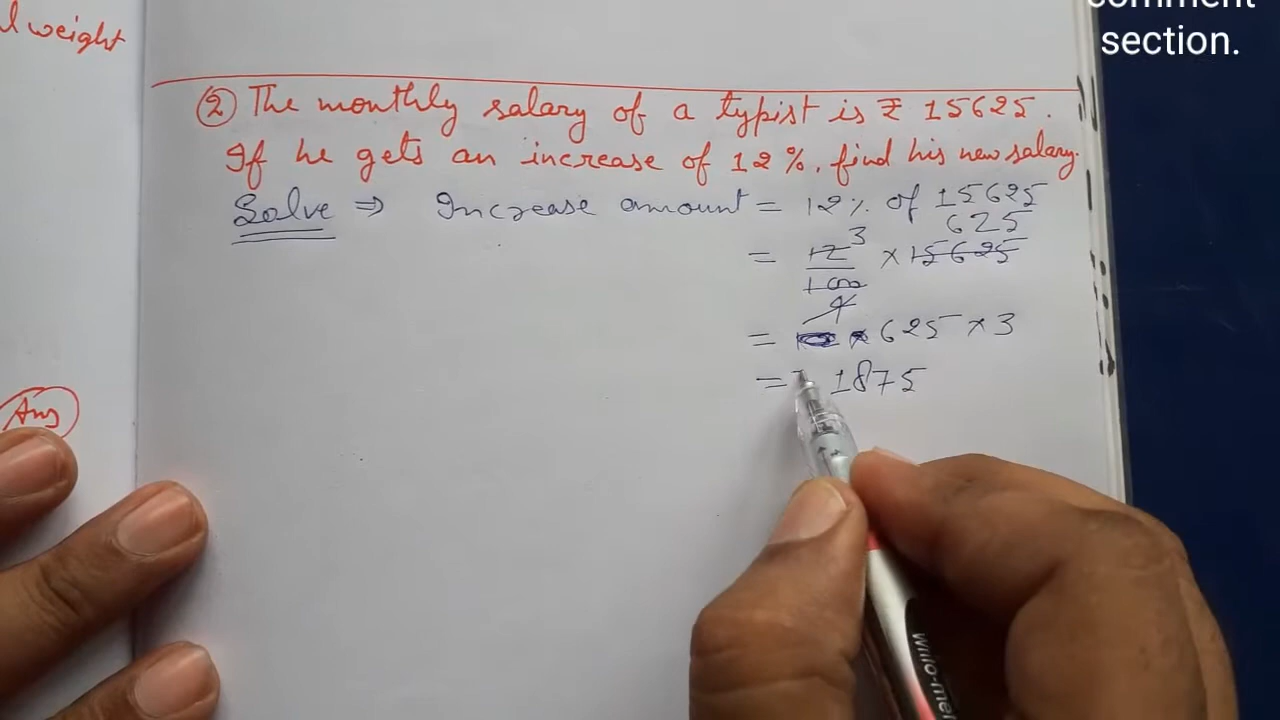 comment
section.
l weight
② The monthly salary of a typist is ₹ 15625.
If he gets an increase of 12%. find his new salary.
Solve ⇒ Increase amount = 12% of 15625
625
= 12 3 × 15625
100
4
= 625 × 3
= 1875
Ans